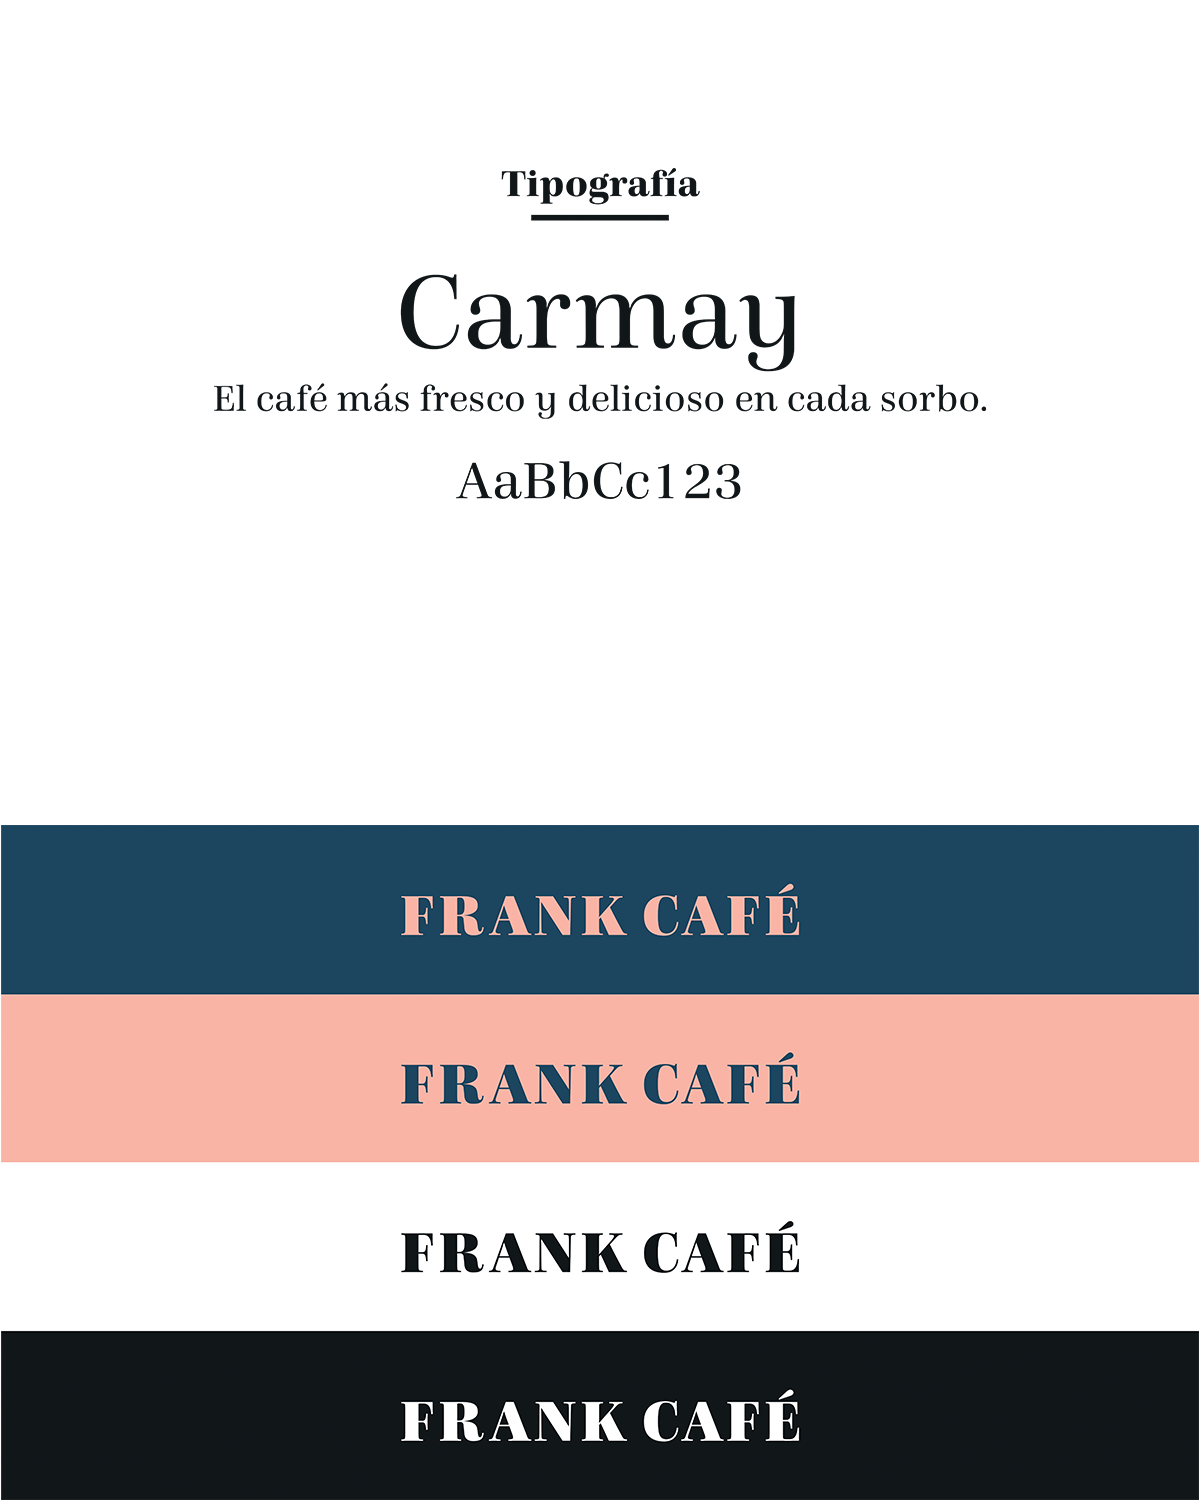 Tipografía
Carmay
El café más fresco y delicioso en cada sorbo.
AaBbCc123
FRANK CAFÉ
FRANK CAFÉ
FRANK CAFÉ
FRANK CAFÉ